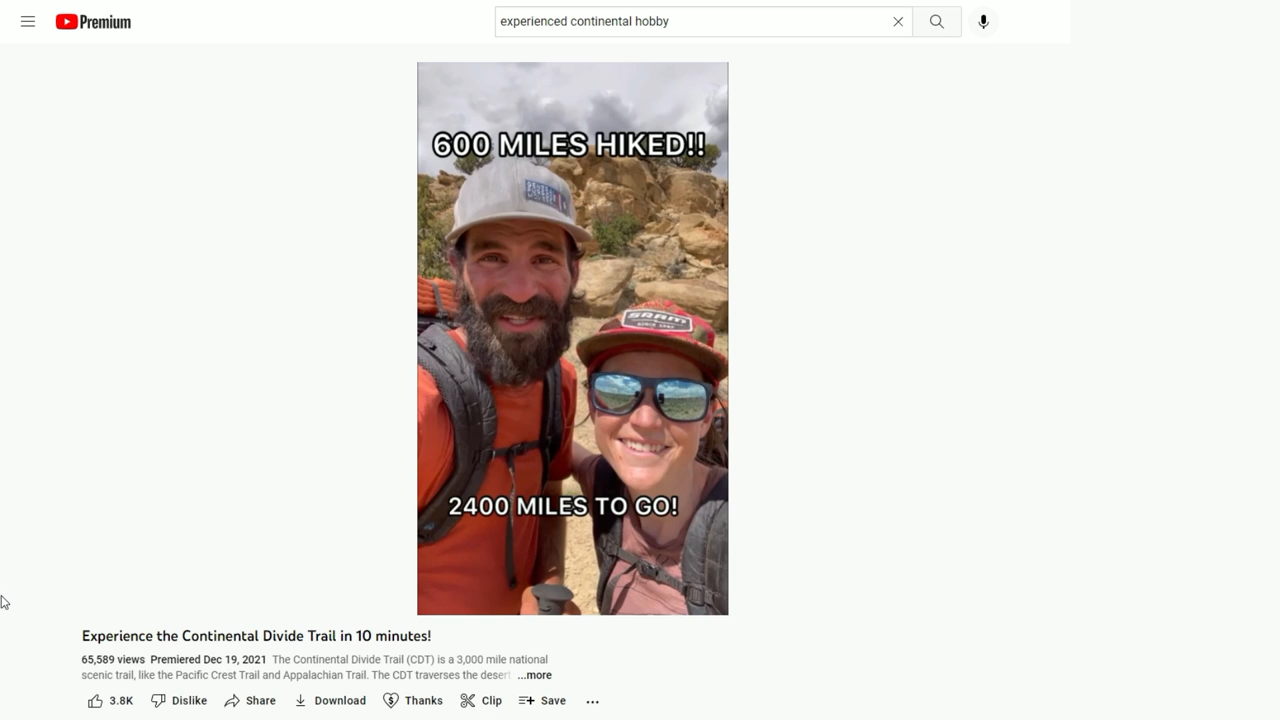 Premium
experienced continental hobby
600 MILES HIKED!!
SRAM
2400 MILES TO GO!
Experience the Continental Divide Trail in 10 minutes!
65,589 views Premiered Dec 19, 2021 The Continental Divide Trail (CDT) is a 3,000 mile national
scenic trail, like the Pacific Crest Trail and Appalachian Trail. The CDT traverses the desert ...more
3.8K Dislike Share Download Thanks Clip Save